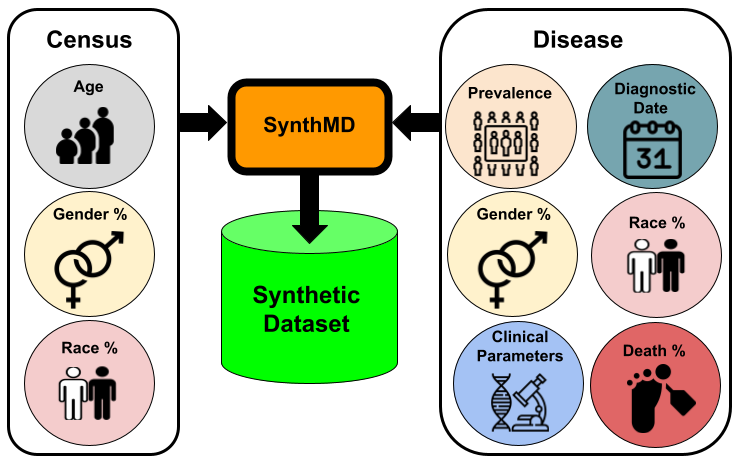 Census
Age
Gender %
Race %
SynthMD
Synthetic
Dataset
Disease
Prevalence
Diagnostic
Date
31
Gender %
Race %
Clinical
Parameters
Death %